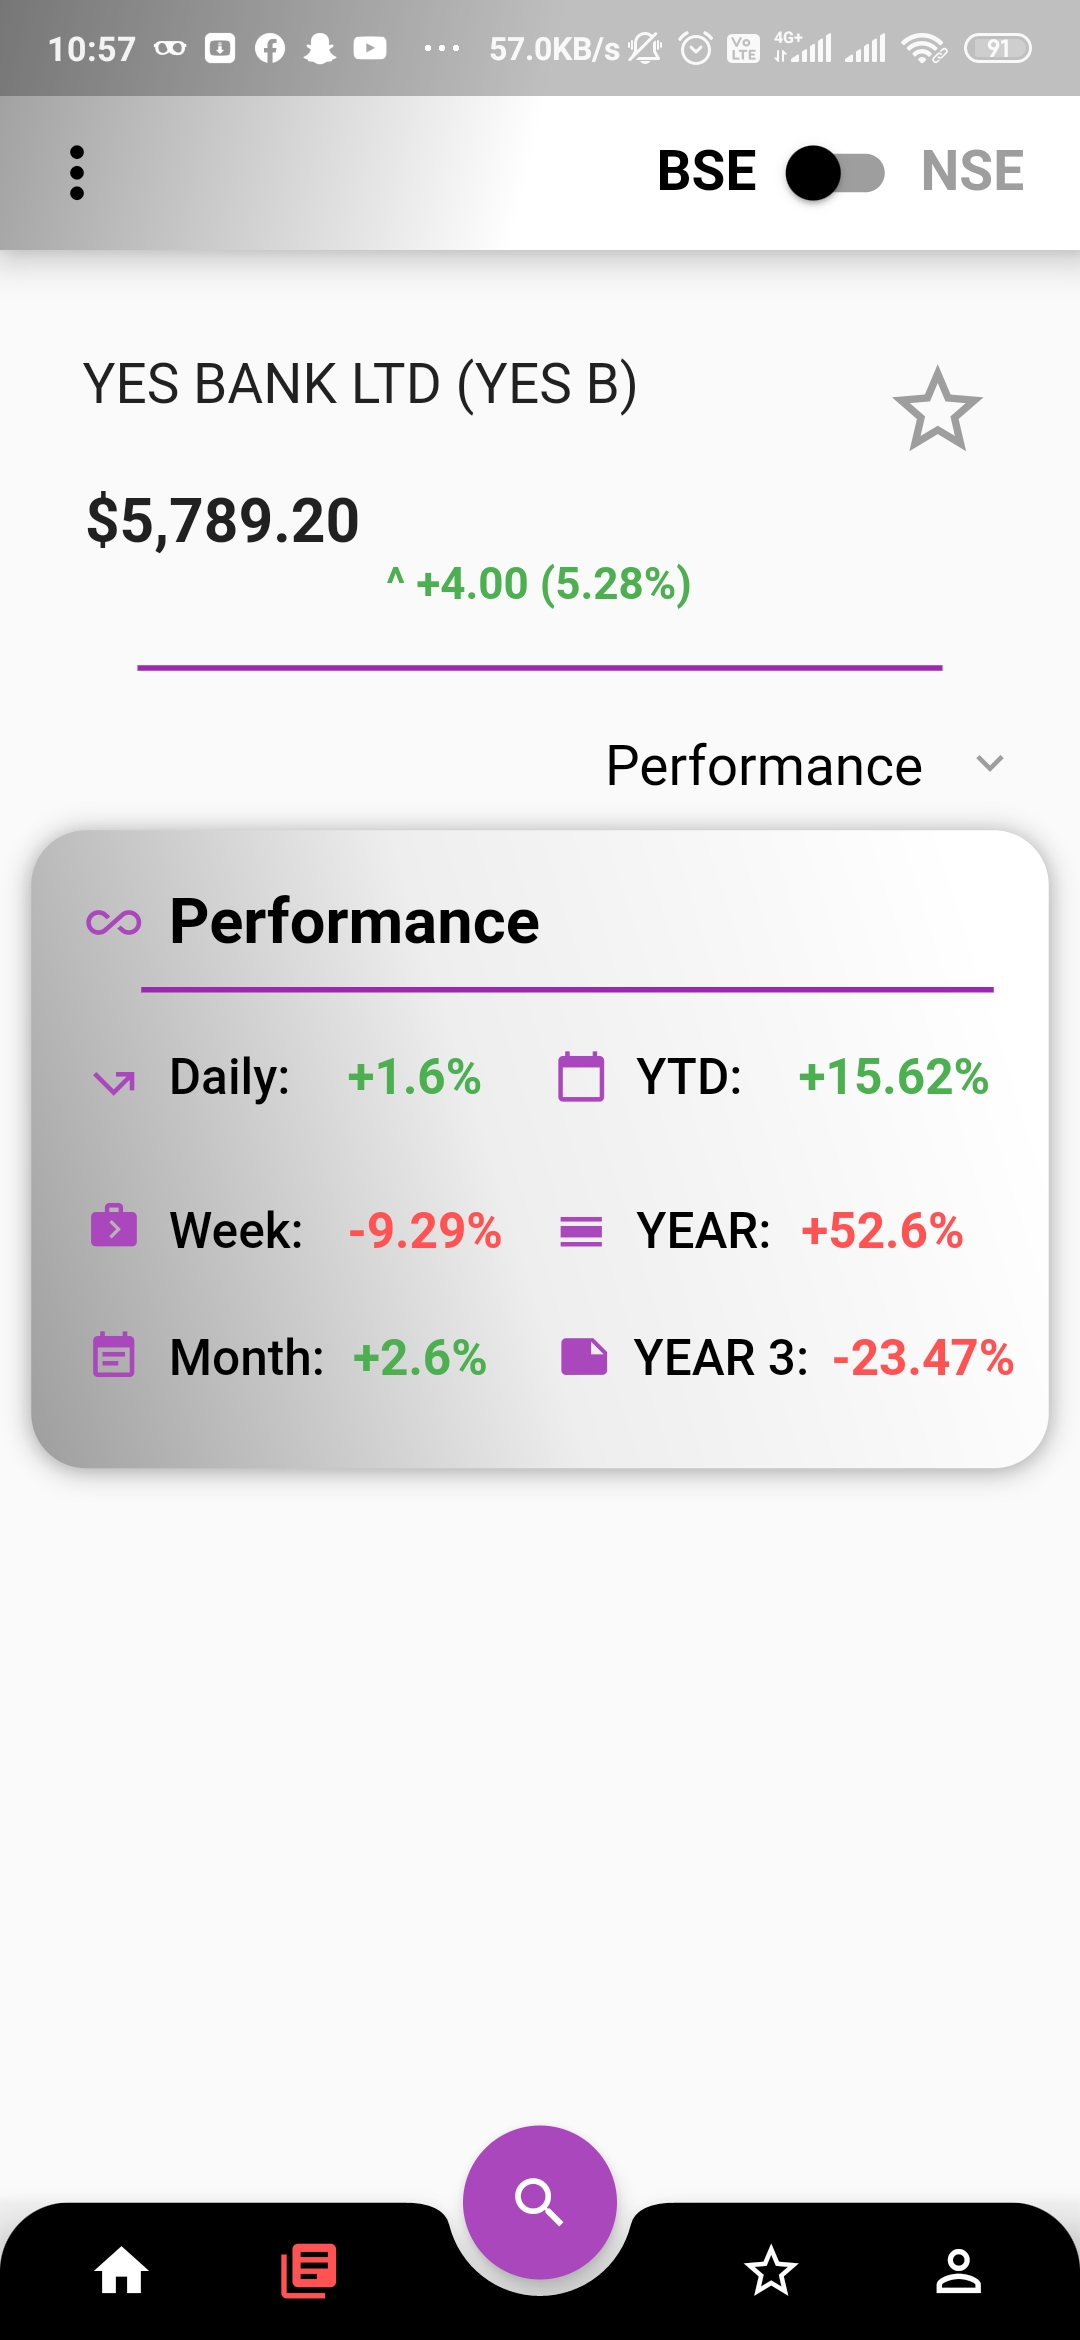 10:57 57.0KB/s Vo LTE 4G+ 91
BSE NSE
YES BANK LTD (YES B)
$5,789.20
^ +4.00 (5.28%)
Performance
Performance
Daily: +1.6% YTD: +15.62%
Week: -9.29% YEAR: +52.6%
Month: +2.6% YEAR 3: -23.47%